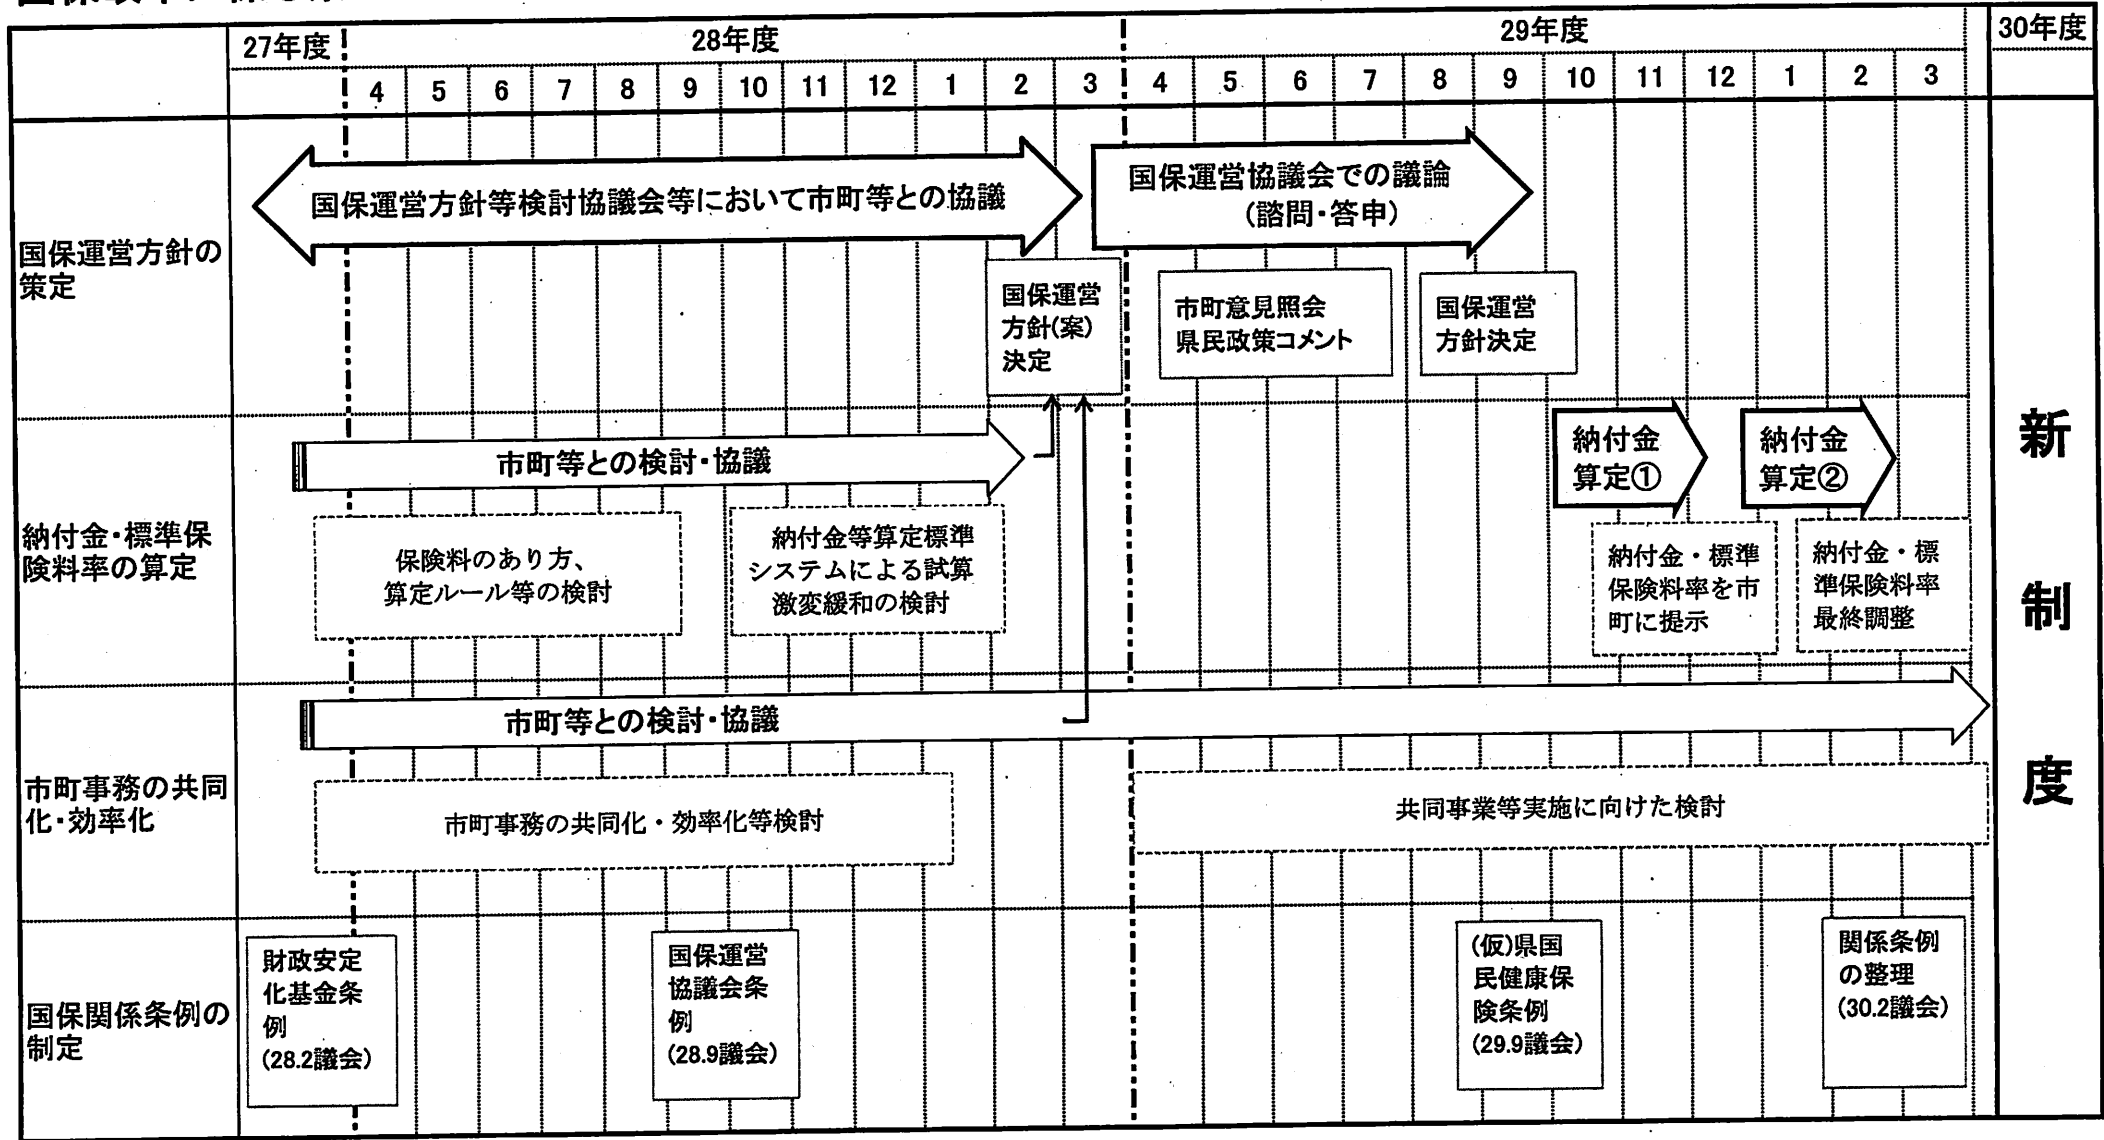 27年度
28年度
29年度
30年度
4 5 6 7 8 9 10 11 12 1 2 3 4 5 6 7 8 9 10 11 12 1 2 3
国保運営方針の
策定
国保運営方針等検討協議会等において市町等との協議
国保運営協議会での議論
(諮問・答申)
国保運営
方針(案)
決定
市町意見照会
県民政策コメント
国保運営
方針決定
納付金・標準保
険料率の算定
市町等との検討・協議
保険料のあり方、
算定ルール等の検討
納付金等算定標準
システムによる試算
激変緩和の検討
納付金
算定①
納付金
算定②
納付金・標準
保険料率を市
町に提示
納付金・標
準保険料率
最終調整
市町事務の共同
化・効率化
市町等との検討・協議
市町事務の共同化・効率化等検討
共同事業等実施に向けた検討
国保関係条例の
制定
財政安定
化基金条
例
(28.2議会)
国保運営
協議会条
例
(28.9議会)
(仮)県国
民健康保
険条例
(29.9議会)
関係条例
の整理
(30.2議会)
新
制
度